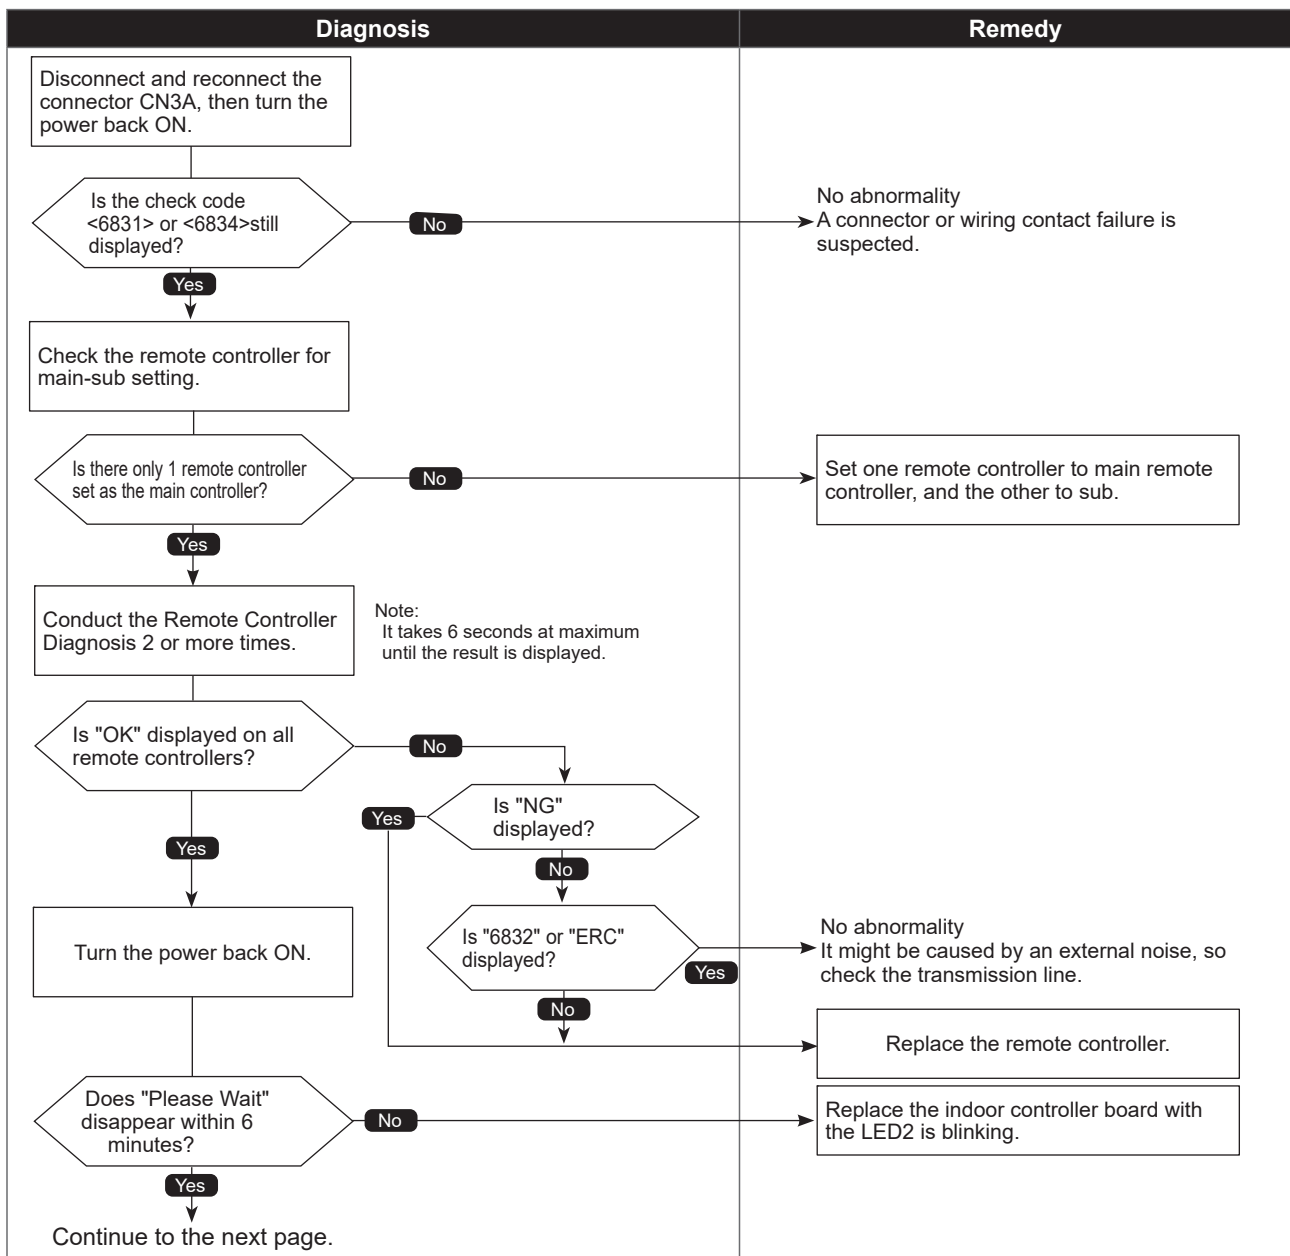 Diagnosis
Remedy
Disconnect and reconnect the
connector CN3A, then turn the
power back ON.
Is the check code
<6831> or <6834>still
displayed?
No
No abnormality
A connector or wiring contact failure is
suspected.
Yes
Check the remote controller for
main-sub setting.
Is there only 1 remote controller
set as the main controller?
No
Set one remote controller to main remote
controller, and the other to sub.
Yes
Conduct the Remote Controller
Diagnosis 2 or more times.
Note:
It takes 6 seconds at maximum
until the result is displayed.
Is "OK" displayed on all
remote controllers?
No
Is "NG"
displayed?
Yes
Yes
No
Turn the power back ON.
Is "6832" or "ERC"
displayed?
Yes
No abnormality
It might be caused by an external noise, so
check the transmission line.
No
Replace the remote controller.
Does "Please Wait"
disappear within 6
minutes?
No
Replace the indoor controller board with
the LED2 is blinking.
Yes
Continue to the next page.